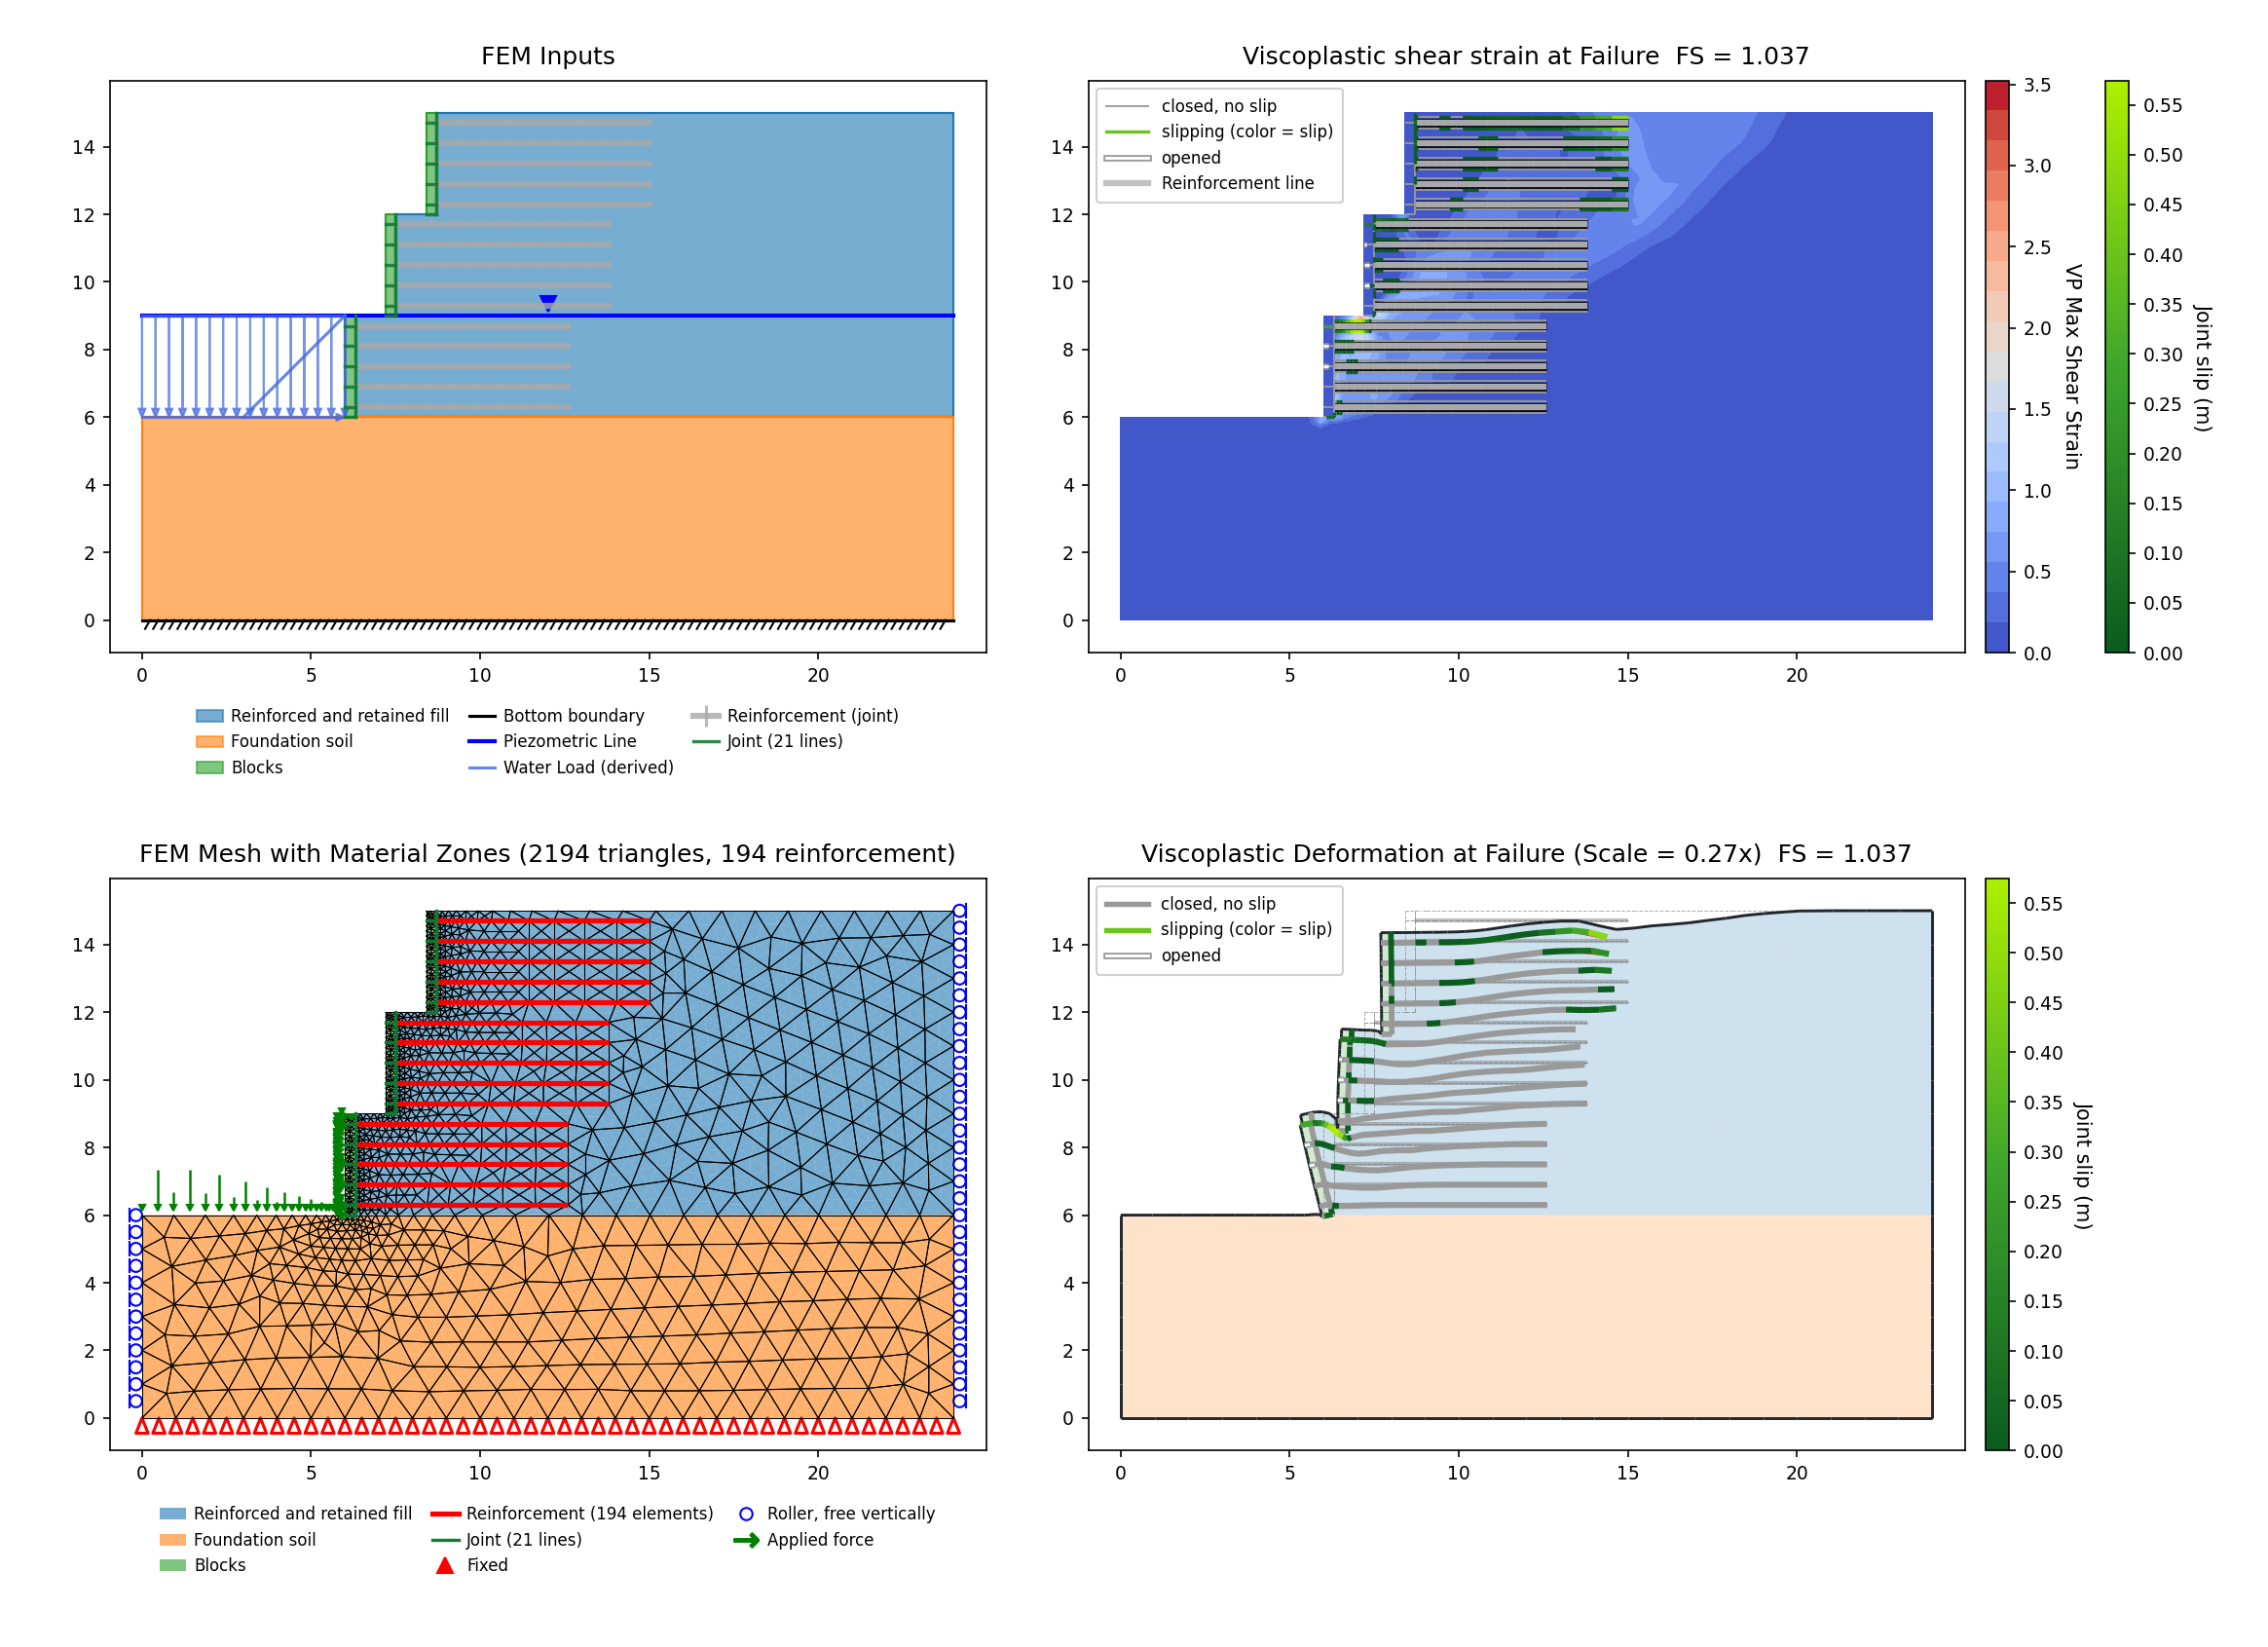 FEM Inputs
14
12
10
8
6
4
2
0
0
5
10
15
20
Reinforced and retained fill
Foundation soil
Blocks
Bottom boundary
Piezometric Line
Water Load (derived)
Reinforcement (joint)
Joint (21 lines)
Viscoplastic shear strain at Failure  FS = 1.037
closed, no slip
slipping (color = slip)
opened
Reinforcement line
14
12
10
8
6
4
2
0
0
5
10
15
20
3.5
3.0
2.5
2.0
1.5
1.0
0.5
0.0
VP Max Shear Strain
0.55
0.50
0.45
0.40
0.35
0.30
0.25
0.20
0.15
0.10
0.05
0.00
Joint slip (m)
FEM Mesh with Material Zones (2194 triangles, 194 reinforcement)
14
12
10
8
6
4
2
0
0
5
10
15
20
Reinforced and retained fill
Foundation soil
Blocks
Reinforcement (194 elements)
Joint (21 lines)
Fixed
Roller, free vertically
Applied force
Viscoplastic Deformation at Failure (Scale = 0.27x)  FS = 1.037
closed, no slip
slipping (color = slip)
opened
14
12
10
8
6
4
2
0
0
5
10
15
20
0.55
0.50
0.45
0.40
0.35
0.30
0.25
0.20
0.15
0.10
0.05
0.00
Joint slip (m)